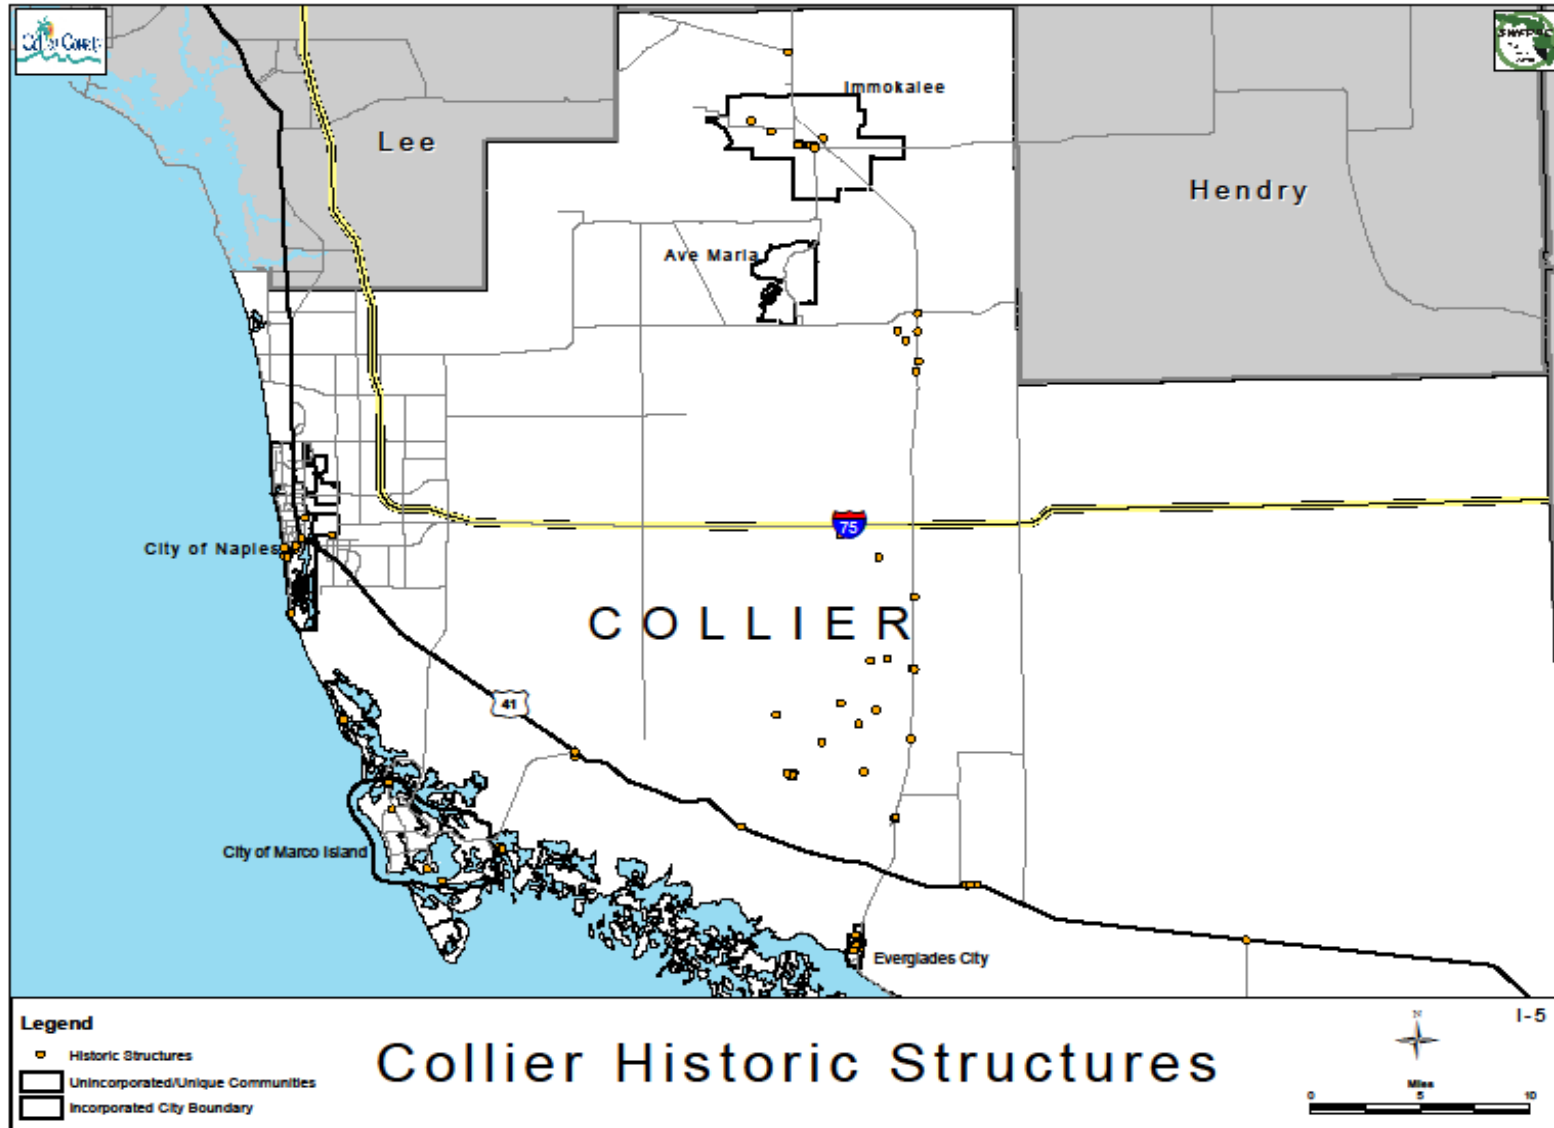 Immokalee
Lee
Hendry
Ave Maria
75
City of Naples
COLLIER
41
City of Marco Island
Everglades City
Legend
Historic Structures
Unincorporated/Unique Communities
Incorporated City Boundary
Collier Historic Structures
I-5
N
Miles
0 5 10